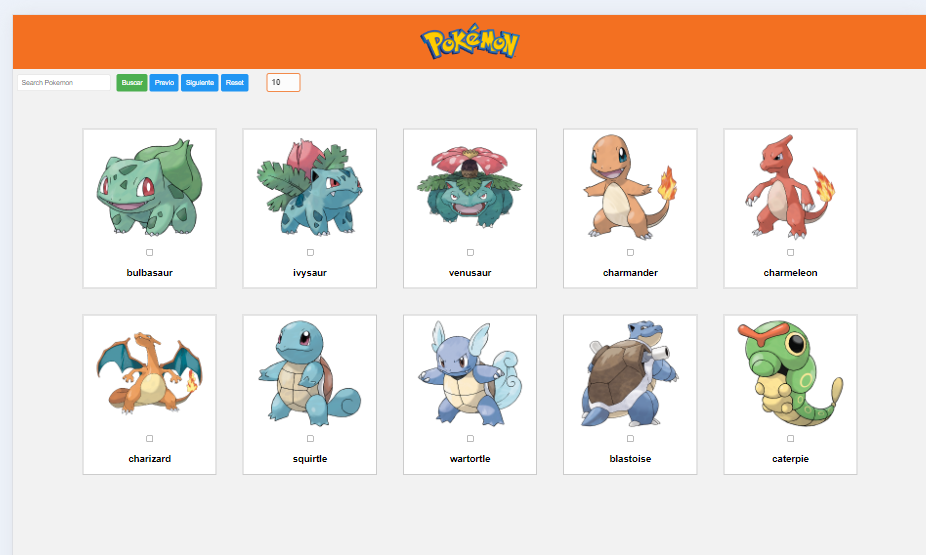 POKéMON
Search Pokemon Buscar Previo Siguiente Reset 10
bulbasaur ivysaur venusaur charmander charmeleon
charizard squirtle wartortle blastoise caterpie